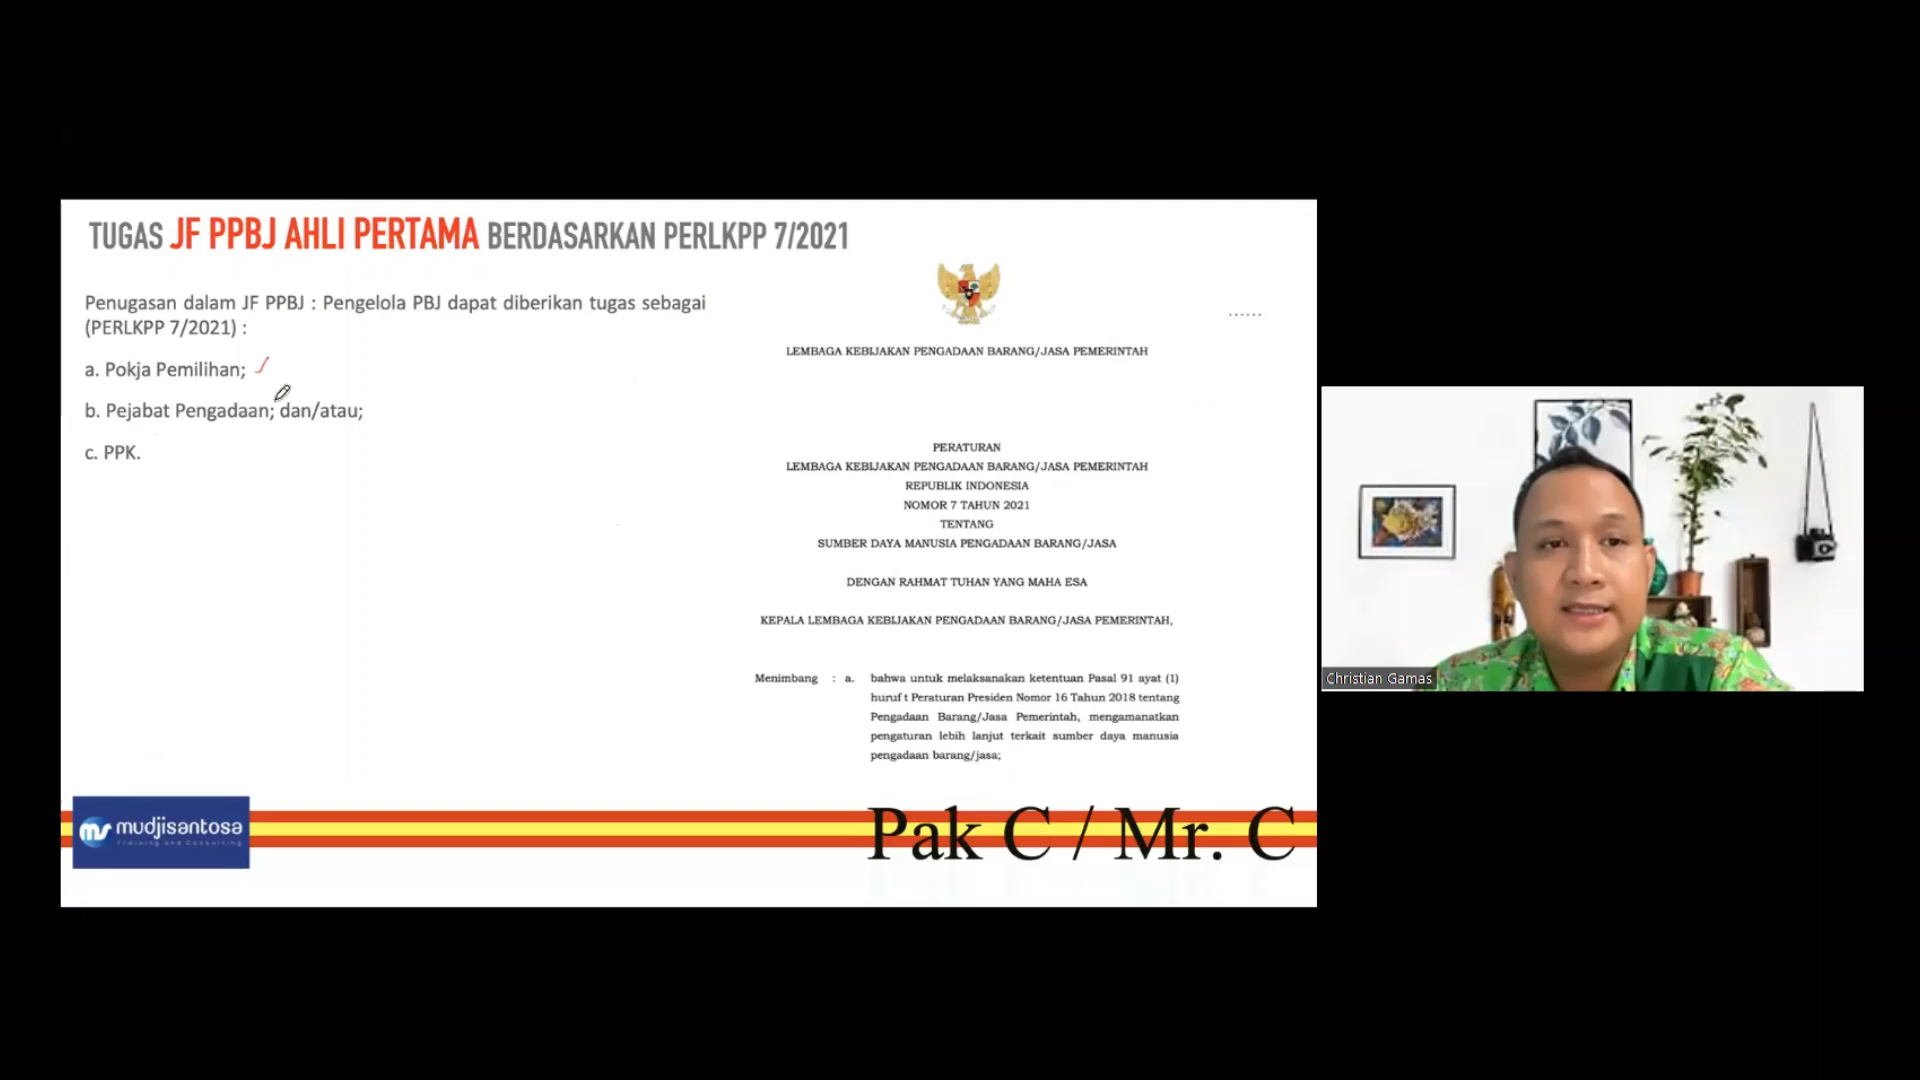 TUGAS JF PPBJ AHLI PERTAMA BERDASARKAN PERLKPP 7/2021
Penugasan dalam JF PPBJ : Pengelola PBJ dapat diberikan tugas sebagai
(PERLKPP 7/2021) :
a. Pokja Pemilihan;
b. Pejabat Pengadaan; dan/atau;
c. PPK.
......
LEMBAGA KEBIJAKAN PENGADAAN BARANG/JASA PEMERINTAH
PERATURAN
LEMBAGA KEBIJAKAN PENGADAAN BARANG/JASA PEMERINTAH
REPUBLIK INDONESIA
NOMOR 7 TAHUN 2021
TENTANG
SUMBER DAYA MANUSIA PENGADAAN BARANG/JASA
DENGAN RAHMAT TUHAN YANG MAHA ESA
KEPALA LEMBAGA KEBIJAKAN PENGADAAN BARANG/JASA PEMERINTAH,
Menimbang : a. bahwa untuk melaksanakan ketentuan Pasal 91 ayat (1)
huruf t Peraturan Presiden Nomor 16 Tahun 2018 tentang
Pengadaan Barang/Jasa Pemerintah, mengamanatkan
pengaturan lebih lanjut terkait sumber daya manusia
pengadaan barang/jasa;
ms mudjisantosa
Training and Consulting
Pak C / Mr. C
Christian Gamas